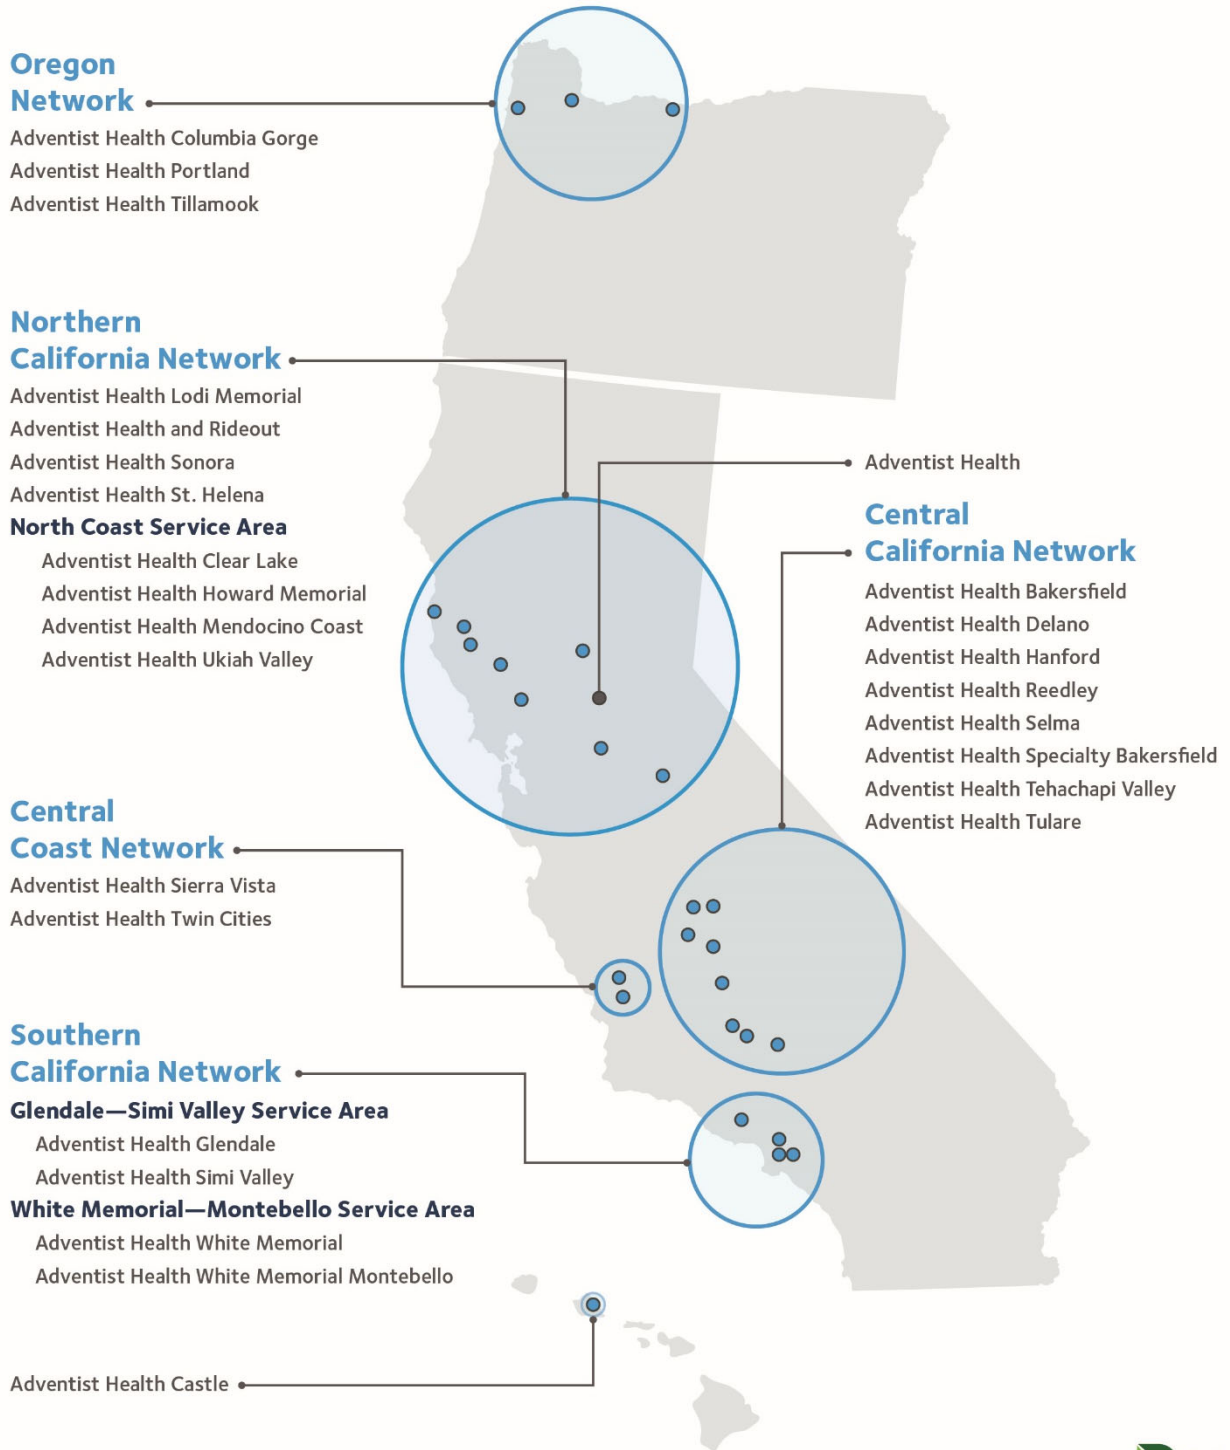 Oregon
Network
Adventist Health Columbia Gorge
Adventist Health Portland
Adventist Health Tillamook
Northern
California Network
Adventist Health Lodi Memorial
Adventist Health and Rideout
Adventist Health Sonora
Adventist Health St. Helena
North Coast Service Area
Adventist Health Clear Lake
Adventist Health Howard Memorial
Adventist Health Mendocino Coast
Adventist Health Ukiah Valley
Adventist Health
Central
California Network
Adventist Health Bakersfield
Adventist Health Delano
Adventist Health Hanford
Adventist Health Reedley
Adventist Health Selma
Adventist Health Specialty Bakersfield
Adventist Health Tehachapi Valley
Adventist Health Tulare
Central
Coast Network
Adventist Health Sierra Vista
Adventist Health Twin Cities
Southern
California Network
Glendale—Simi Valley Service Area
Adventist Health Glendale
Adventist Health Simi Valley
White Memorial—Montebello Service Area
Adventist Health White Memorial
Adventist Health White Memorial Montebello
Adventist Health Castle